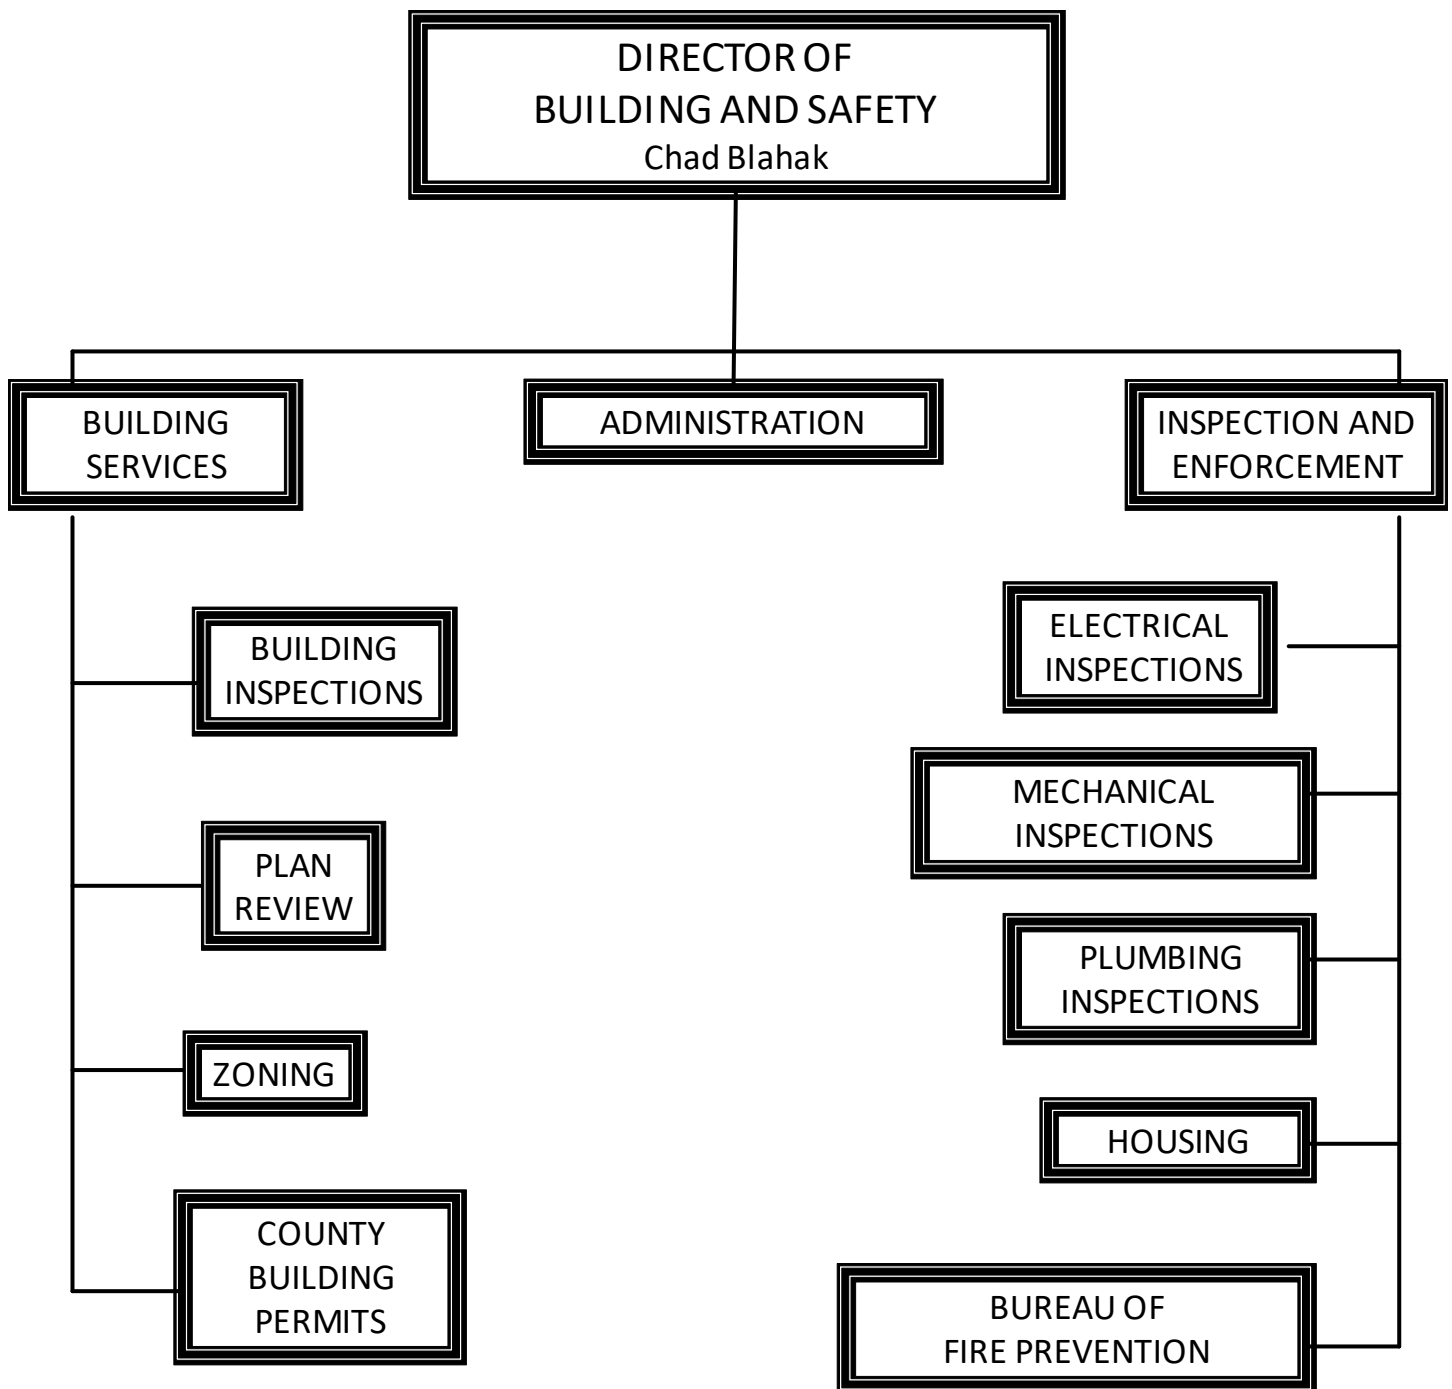 DIRECTOR OF
BUILDING AND SAFETY
Chad Blahak
BUILDING
SERVICES
ADMINISTRATION
INSPECTION AND
ENFORCEMENT
BUILDING
INSPECTIONS
PLAN
REVIEW
ZONING
COUNTY
BUILDING
PERMITS
ELECTRICAL
INSPECTIONS
MECHANICAL
INSPECTIONS
PLUMBING
INSPECTIONS
HOUSING
BUREAU OF
FIRE PREVENTION